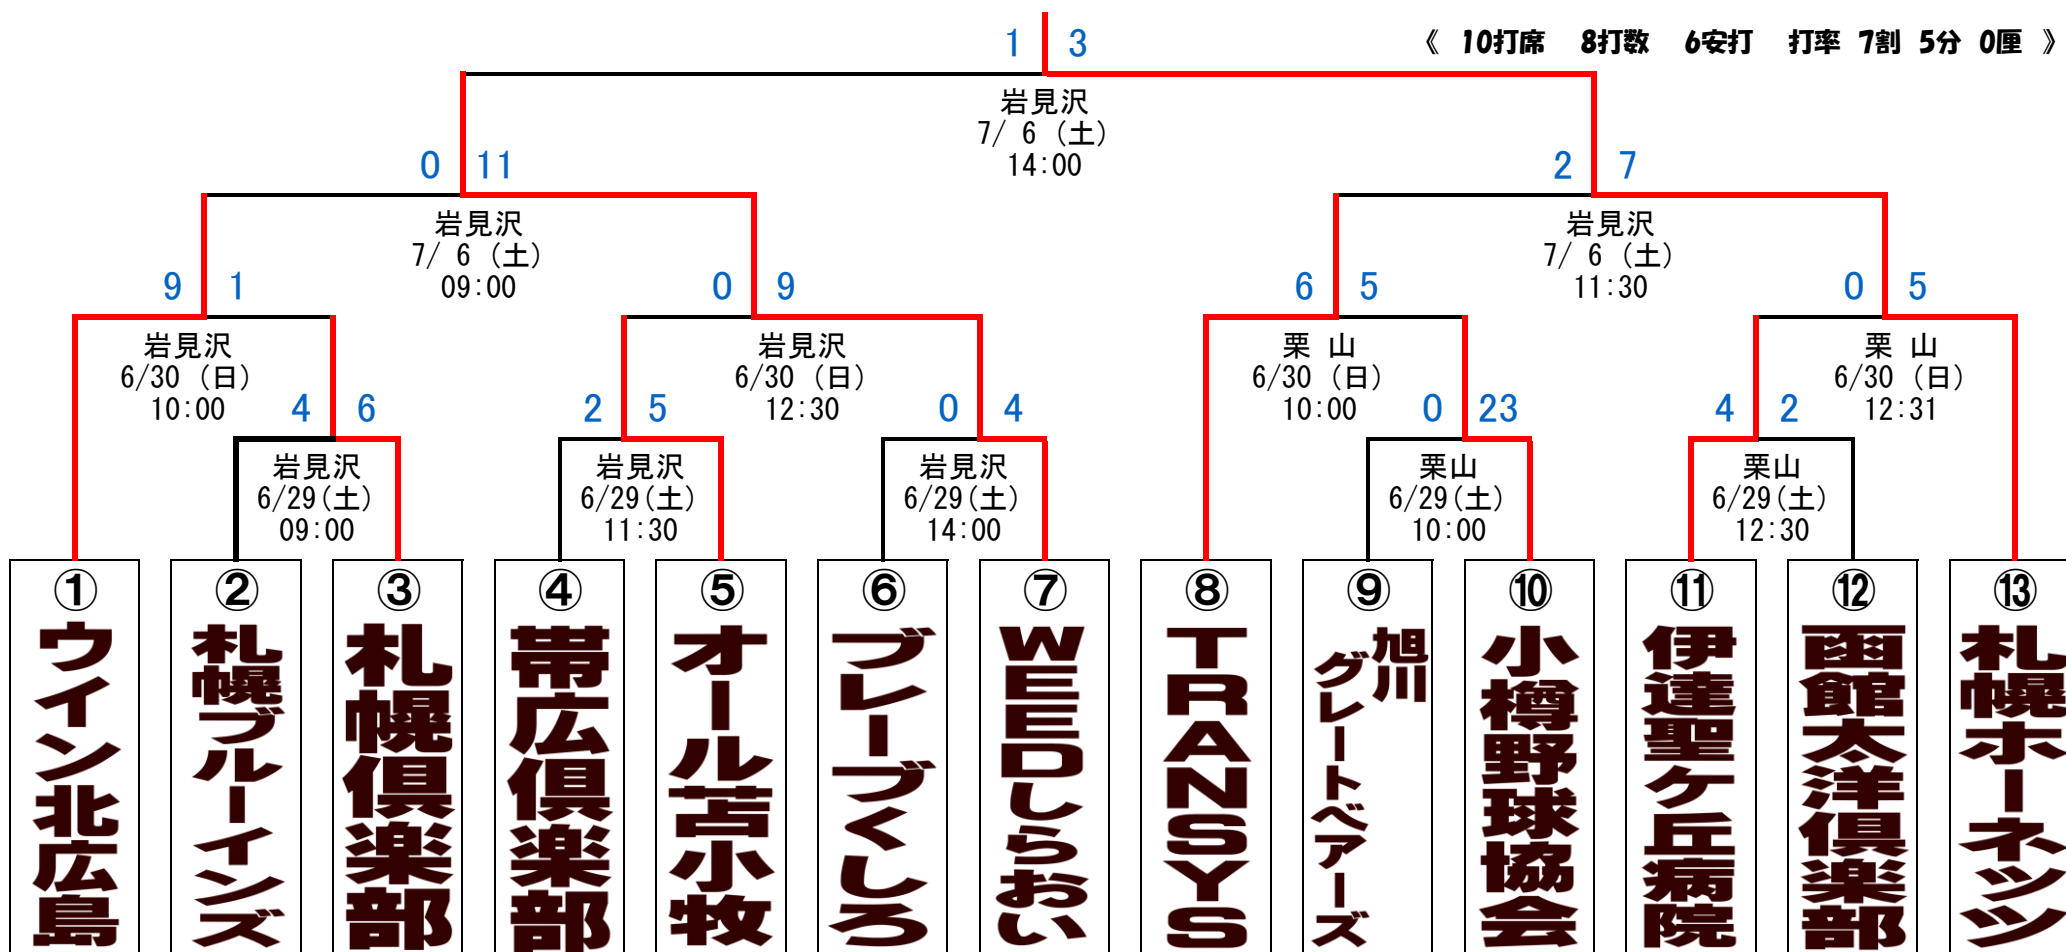 1 3
《 10打席 8打数 6安打 打率 7割 5分 0厘 》
岩見沢
7/ 6 (土)
14:00
0 11
2 7
岩見沢
7/ 6 (土)
09:00
岩見沢
7/ 6 (土)
11:30
9 1
0 9
6 5
0 5
岩見沢
6/30 (日)
10:00
岩見沢
6/30 (日)
12:30
栗 山
6/30 (日)
10:00
栗 山
6/30 (日)
12:31
4 6
2 5
0 4
0 23
4 2
岩見沢
6/29(土)
09:00
岩見沢
6/29(土)
11:30
岩見沢
6/29(土)
14:00
栗山
6/29(土)
10:00
栗山
6/29(土)
12:30
①
ウイン北広島
②
札幌ブルーインズ
③
札幌倶楽部
④
帯広倶楽部
⑤
オール苫小牧
⑥
ブレーブくしろ
⑦
WEEDしらおい
⑧
TRANSYS
⑨
旭川
グレートベアーズ
⑩
小樽野球協会
⑪
伊達聖ケ丘病院
⑫
函館太洋倶楽部
⑬
札幌ホーネッツ